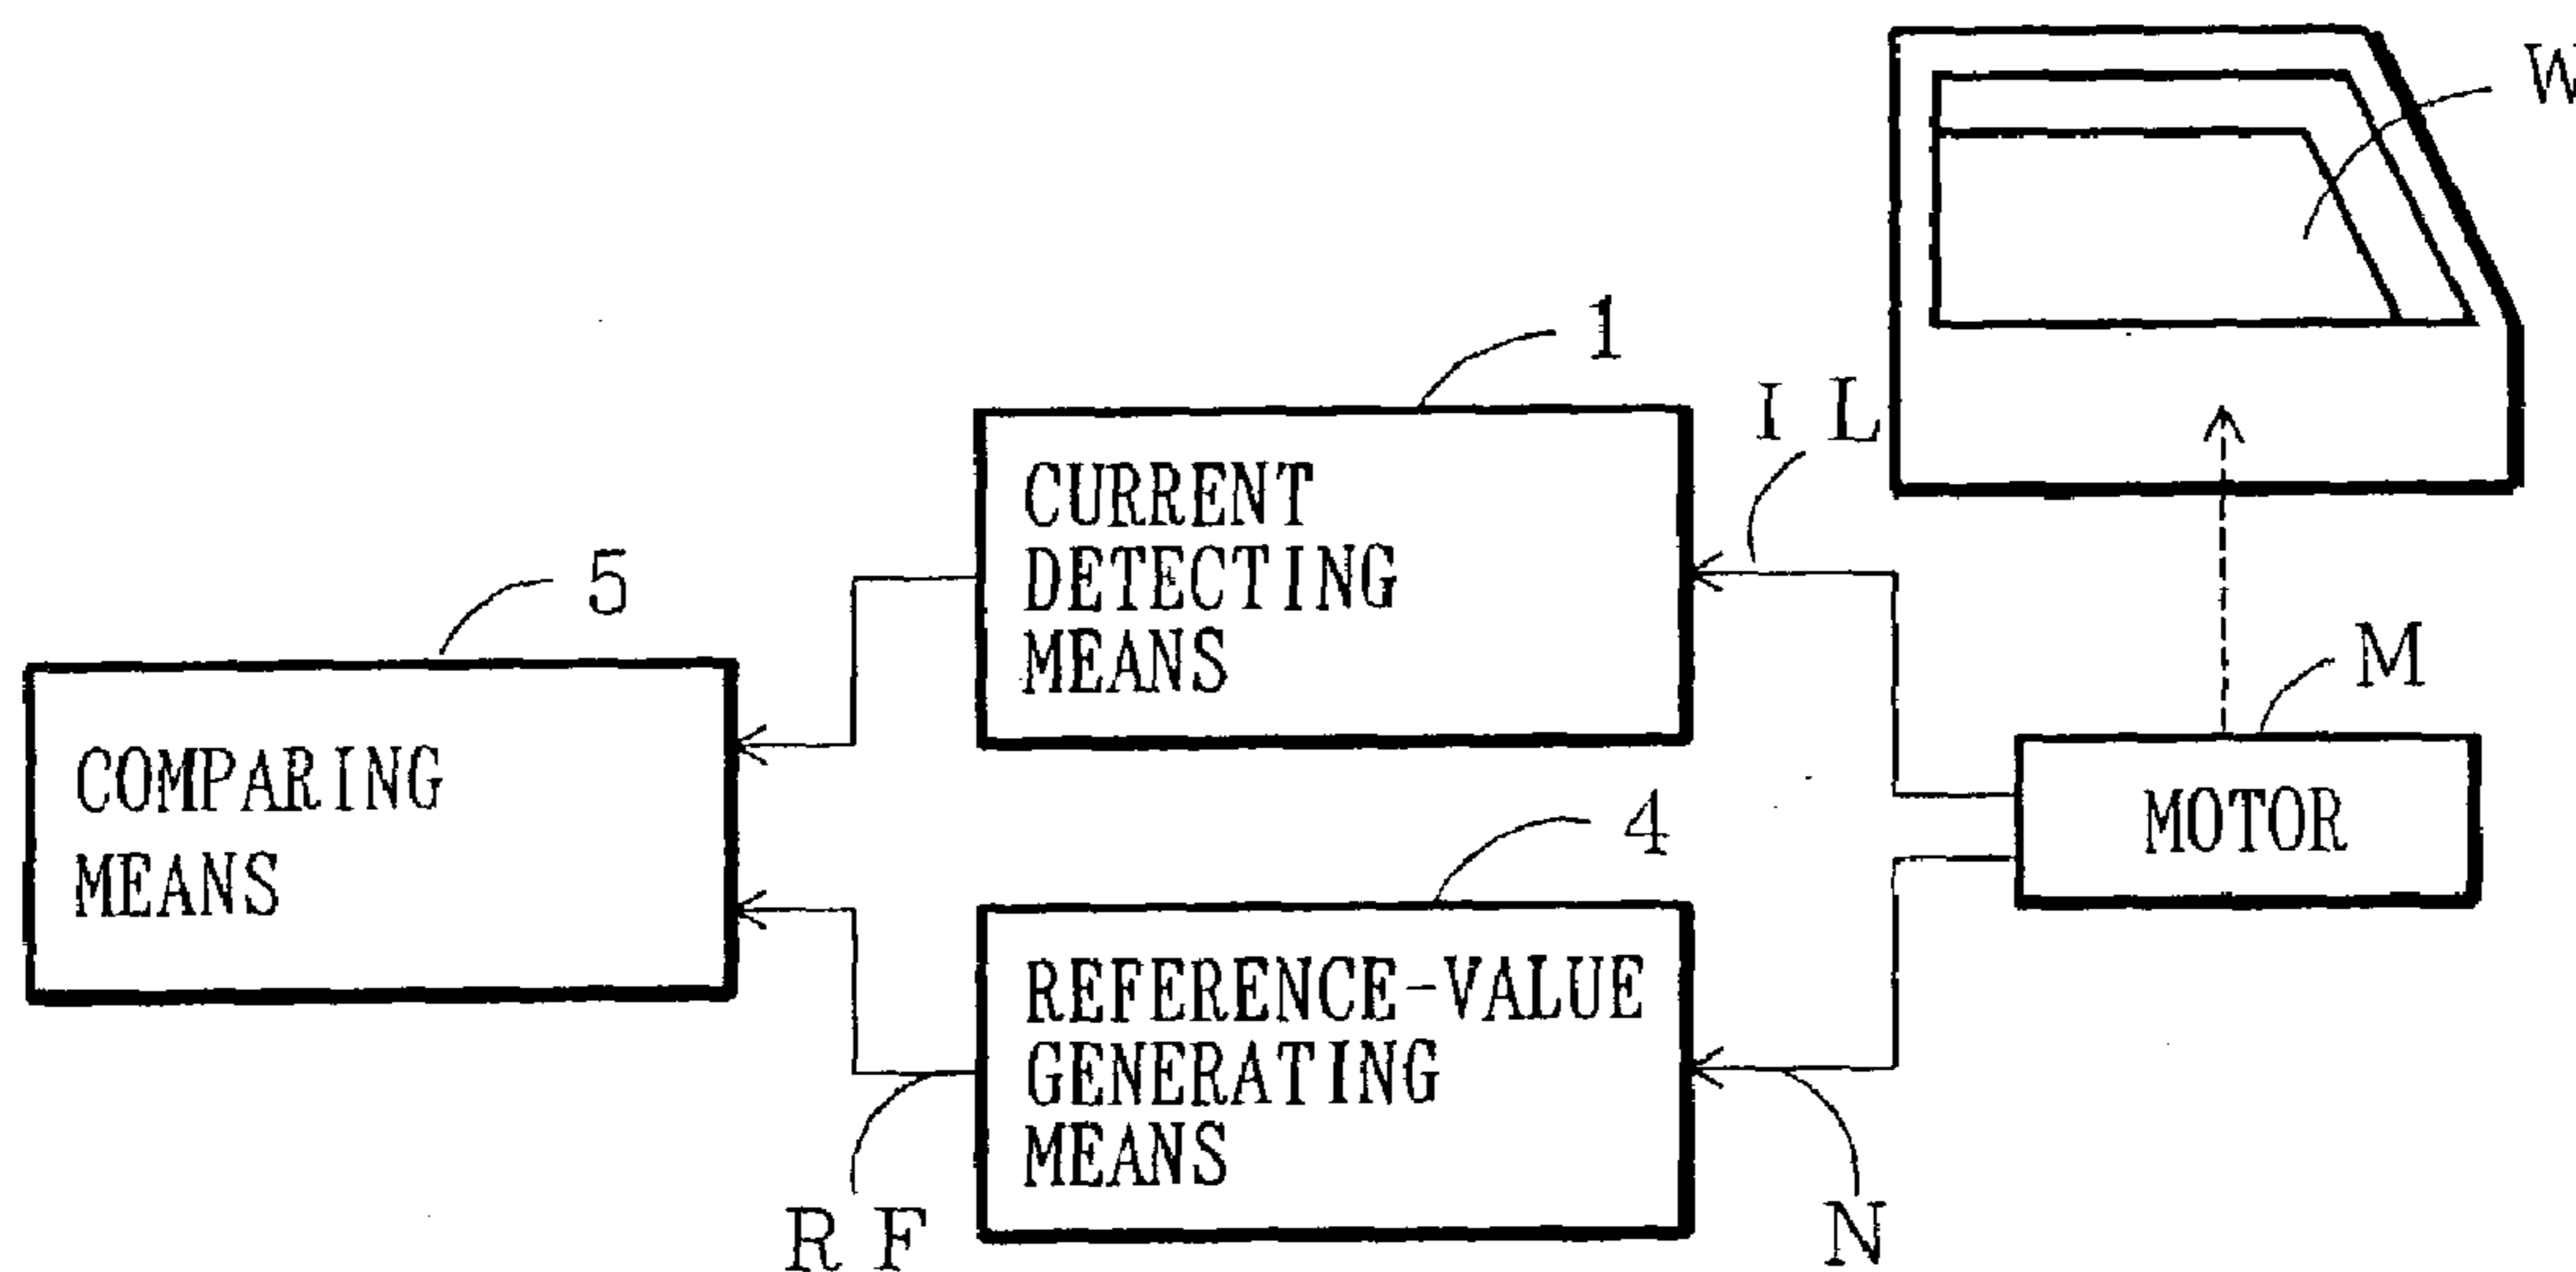 W
1
I L
CURRENT
DETECTING
MEANS
5
M
COMPARING
MEANS
MOTOR
4
REFERENCE-VALUE
GENERATING
MEANS
R F
N